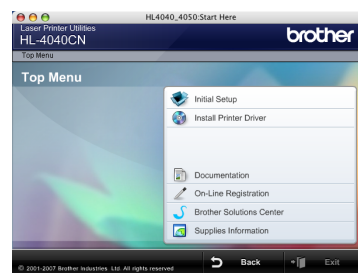 HL4040_4050:Start Here
Laser Printer Utilities
HL-4040CN
brother
Top Menu
Top Menu
Initial Setup
Install Printer Driver
Documentation
On-Line Registration
Brother Solutions Center
Supplies Information
© 2001-2007 Brother Industries. Ltd. All rights reserved
Back
Exit